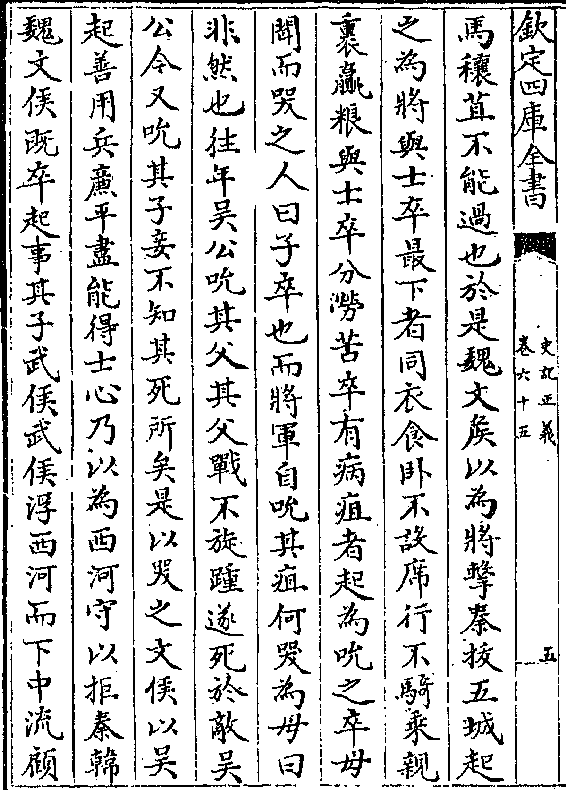 欽定四庫全書
史記正義
卷六十五
五
馬穰苴不能過也於是魏文侯以為將擊秦拔五城起
之為將與士卒最下者同衣食卧不設席行不騎乗親
裹贏粮與士卒分勞苦卒有病疽者起為吮之卒母
聞而哭之人曰子卒也而將軍自吮其疽何哭為母曰
非然也往年吴公吮其父其父戰不旋踵遂死於敵吴
公今又吮其子妾不知其死所矣是以哭之文侯以吴
起善用兵亷平盡能得士心乃以為西河守以拒秦韓
魏文侯既卒起事其子武侯武侯浮西河而下中流顧